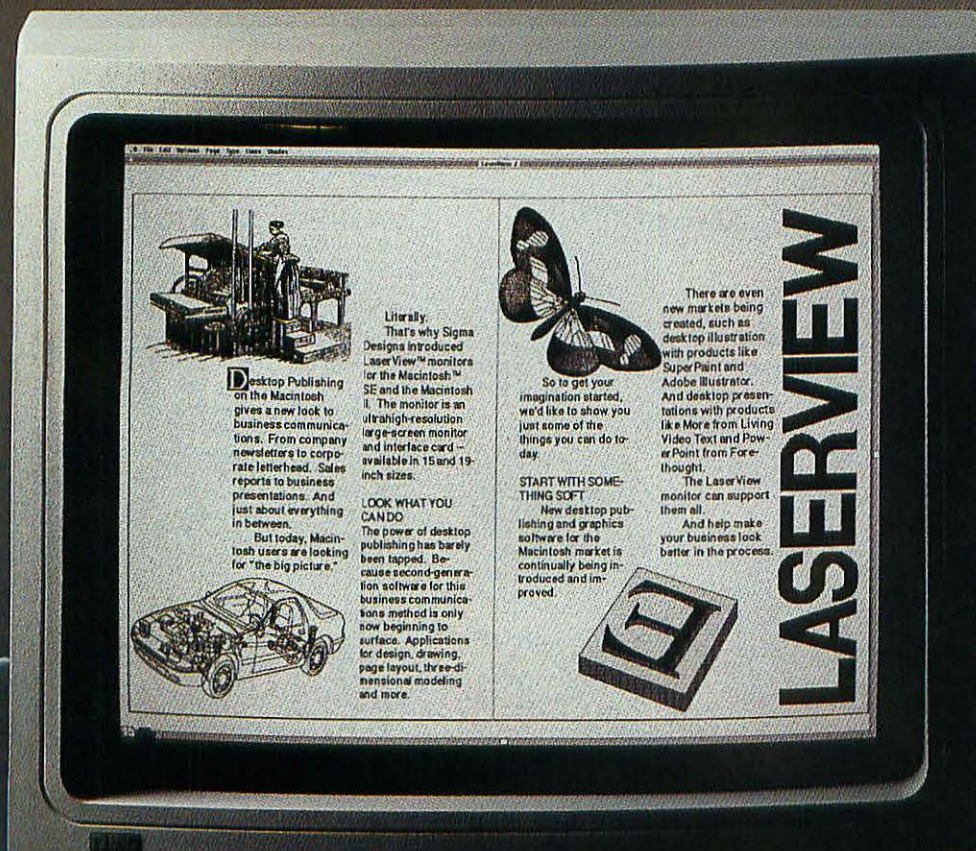 File Edit Options Page Type Lines Shades
Desktop Publishing
on the Macintosh
gives a new look to
business communica-
tions. From company
newsletters to corpo-
rate letterhead. Sales
reports to business
presentations. And
just about everything
in between.
But today, Macin-
tosh users are looking
for "the big picture."
Literally.
That's why Sigma
Designs introduced
LaserView™ monitors
for the Macintosh™
SE and the Macintosh
II. The monitor is an
ultrahigh-resolution
large-screen monitor
and interface card --
available in 15 and 19-
inch sizes.
LOOK WHAT YOU
CAN DO
The power of desktop
publishing has barely
been tapped. Be-
cause second-genera-
tion software for this
business communica-
tions method is only
now beginning to
surface. Applications
for design, drawing,
page layout, three-di-
mensional modeling
and more.
So to get your
imagination started,
we'd like to show you
just some of the
things you can do to-
day.
START WITH SOME-
THING SOFT
New desktop pub-
lishing and graphics
software for the
Macintosh market is
continually being in-
troduced and im-
proved.
There are even
new markets being
created, such as
desktop illustration
with products like
SuperPaint and
Adobe Illustrator.
And desktop presen-
tations with products
like More from Living
Video Text and Pow-
erPoint from Fore-
thought.
The LaserView
monitor can support
them all.
And help make
your business look
better in the process.
LASERVIEW